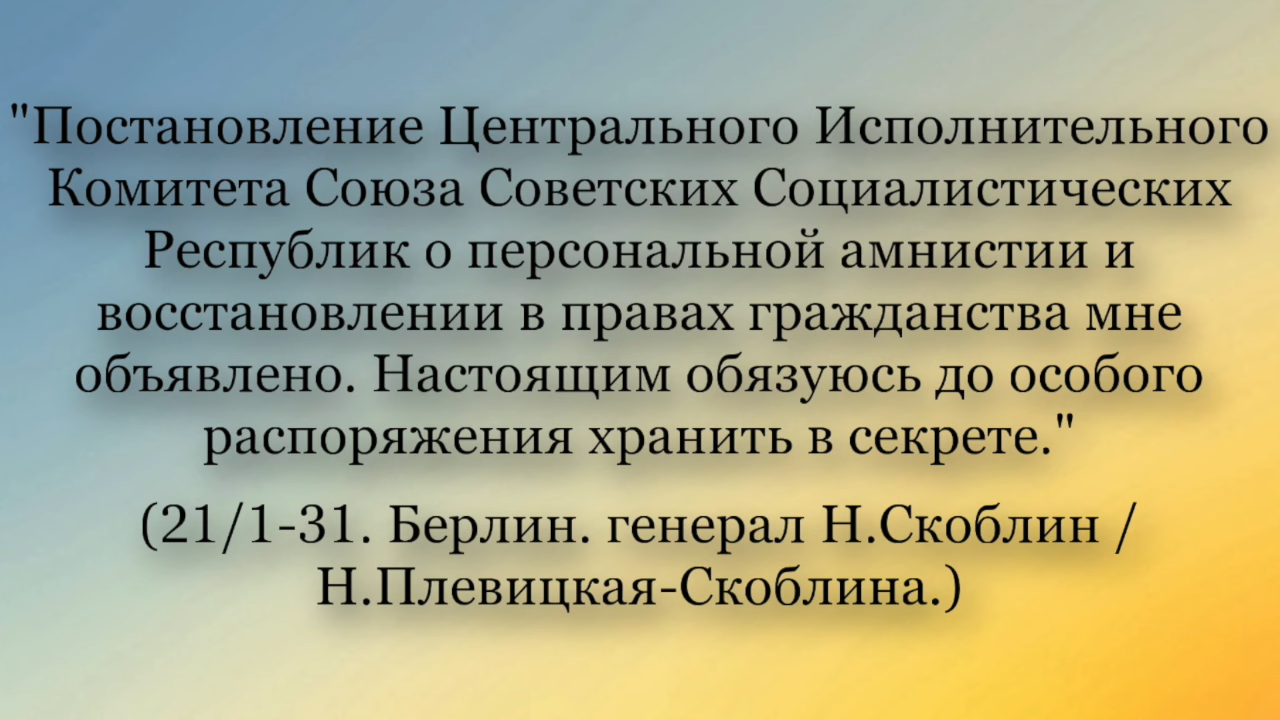 "Постановление Центрального Исполнительного
Комитета Союза Советских Социалистических
Республик о персональной амнистии и
восстановлении в правах гражданства мне
объявлено. Настоящим обязуюсь до особого
распоряжения хранить в секрете."
(21/1-31. Берлин. генерал Н.Скоблин /
Н.Плевицкая-Скоблина.)